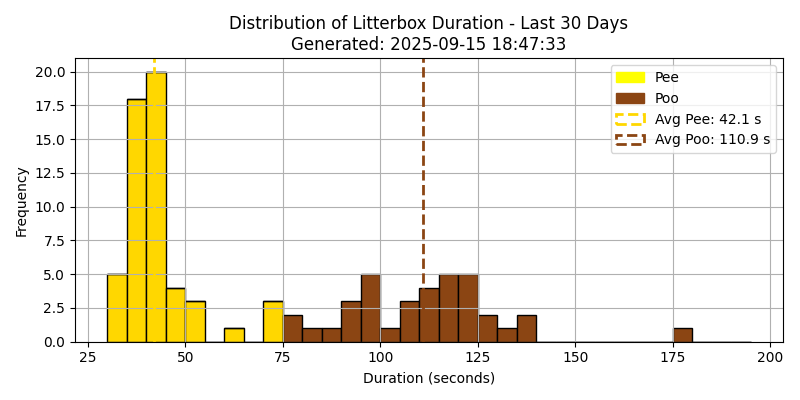 Distribution of Litterbox Duration - Last 30 Days
Generated: 2025-09-15 18:47:33
Frequency
20.0
17.5
15.0
12.5
10.0
7.5
5.0
2.5
0.0
Pee
Poo
Avg Pee: 42.1 s
Avg Poo: 110.9 s
25 50 75 100 125 150 175 200
Duration (seconds)